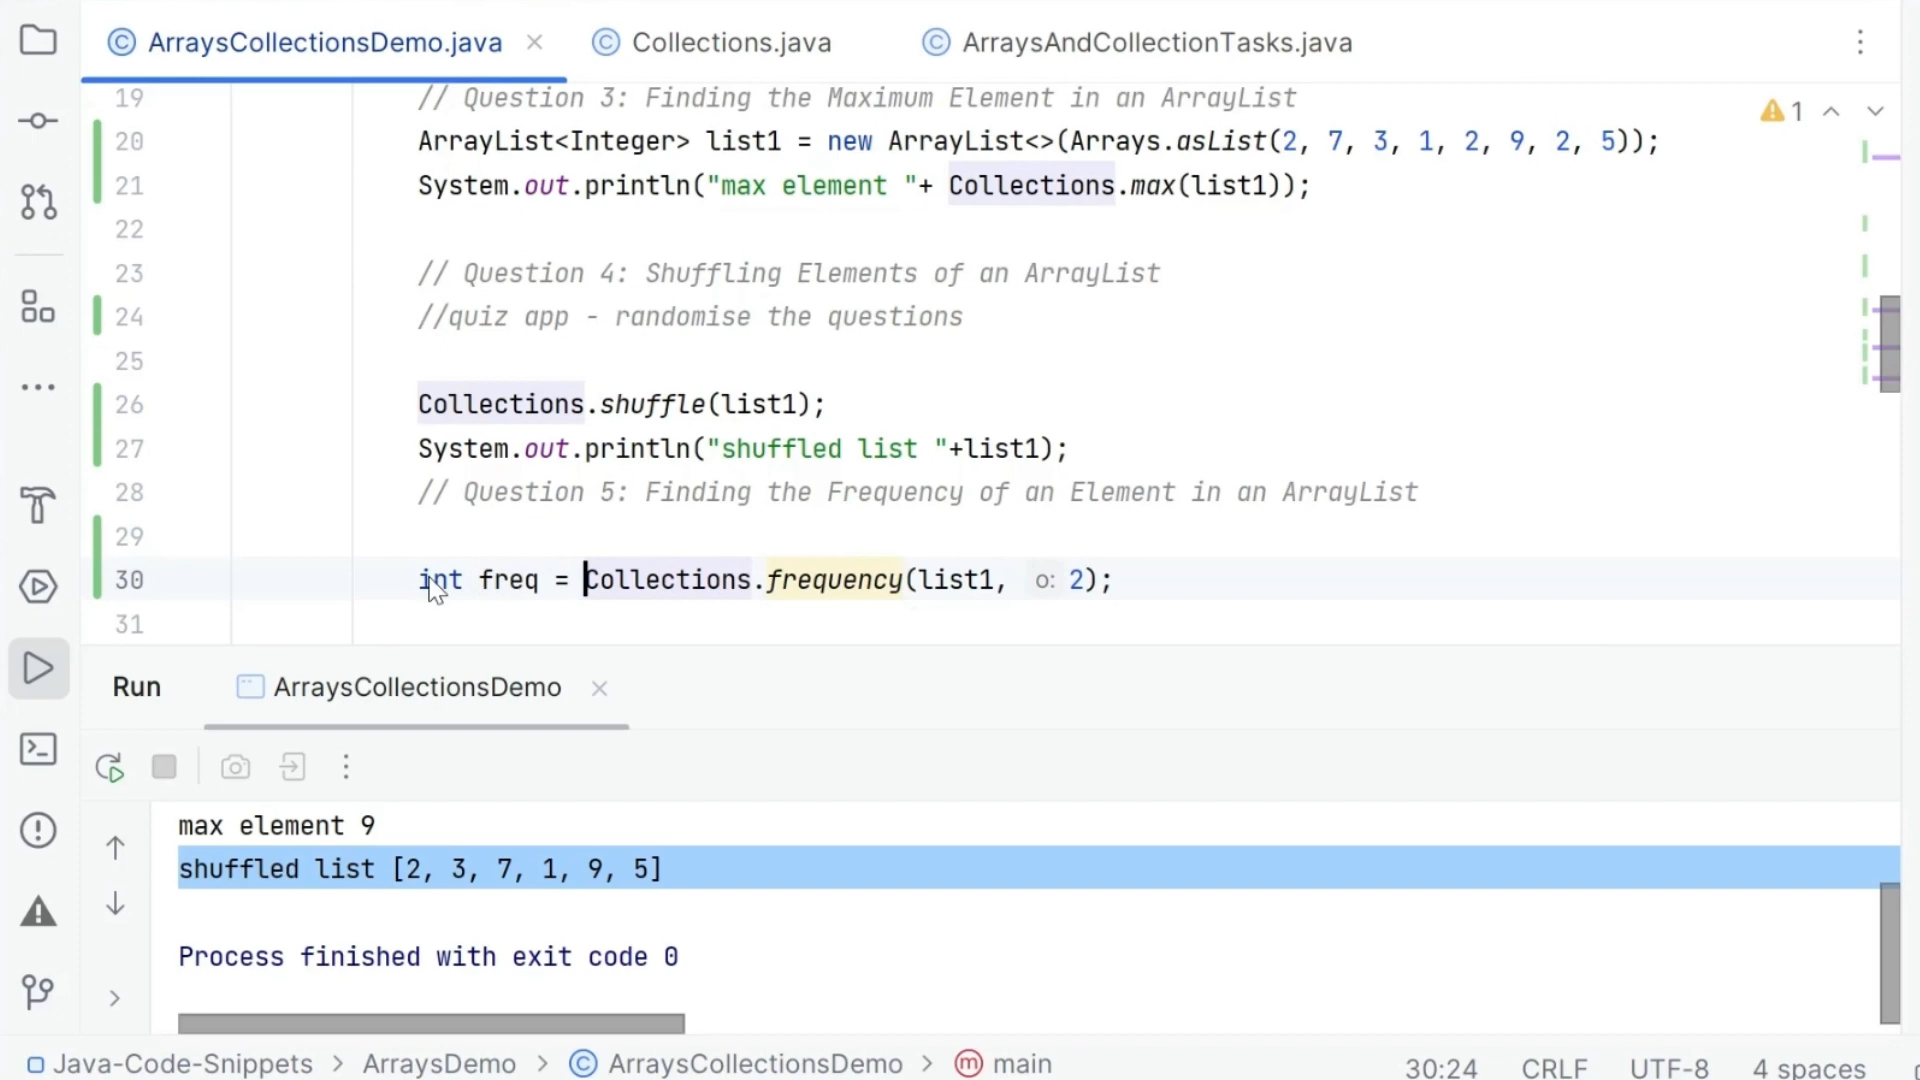 ArraysCollectionsDemo.java Collections.java ArraysAndCollectionTasks.java
19 // Question 3: Finding the Maximum Element in an ArrayList
1
20 ArrayList<Integer> list1 = new ArrayList<>(Arrays.asList(2, 7, 3, 1, 2, 9, 2, 5));
21 System.out.println("max element "+ Collections.max(list1));
22
23 // Question 4: Shuffling Elements of an ArrayList
24 //quiz app - randomise the questions
25
26 Collections.shuffle(list1);
27 System.out.println("shuffled list "+list1);
28 // Question 5: Finding the Frequency of an Element in an ArrayList
29
30 int freq = Collections.frequency(list1, o: 2);
31
Run ArraysCollectionsDemo
max element 9
shuffled list [2, 3, 7, 1, 9, 5]
Process finished with exit code 0
Java-Code-Snippets > ArraysDemo > ArraysCollectionsDemo > main 30:24 CRLF UTF-8 4 spaces